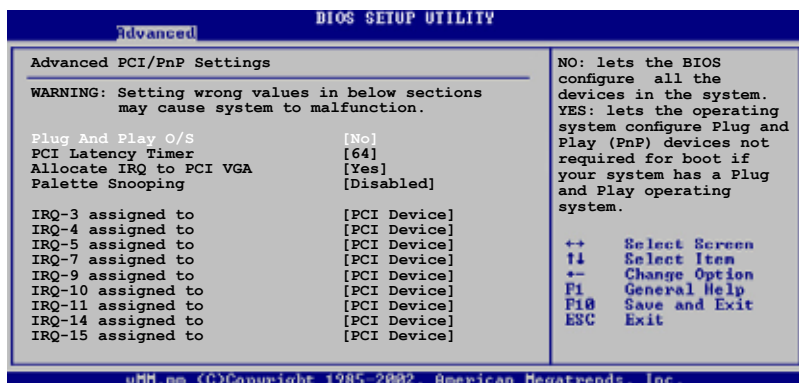 BIOS SETUP UTILITY
Advanced
Advanced PCI/PnP Settings
WARNING: Setting wrong values in below sections
may cause system to malfunction.
Plug And Play O/S [No]
PCI Latency Timer [64]
Allocate IRQ to PCI VGA [Yes]
Palette Snooping [Disabled]
IRQ-3 assigned to [PCI Device]
IRQ-4 assigned to [PCI Device]
IRQ-5 assigned to [PCI Device]
IRQ-7 assigned to [PCI Device]
IRQ-9 assigned to [PCI Device]
IRQ-10 assigned to [PCI Device]
IRQ-11 assigned to [PCI Device]
IRQ-14 assigned to [PCI Device]
IRQ-15 assigned to [PCI Device]
NO: lets the BIOS
configure all the
devices in the system.
YES: lets the operating
system configure Plug and
Play (PnP) devices not
required for boot if
your system has a Plug
and Play operating
system.
↔ Select Screen
↑↓ Select Item
+- Change Option
F1 General Help
F10 Save and Exit
ESC Exit
(C)Copyright 1985-2002, American Megatrends, Inc.